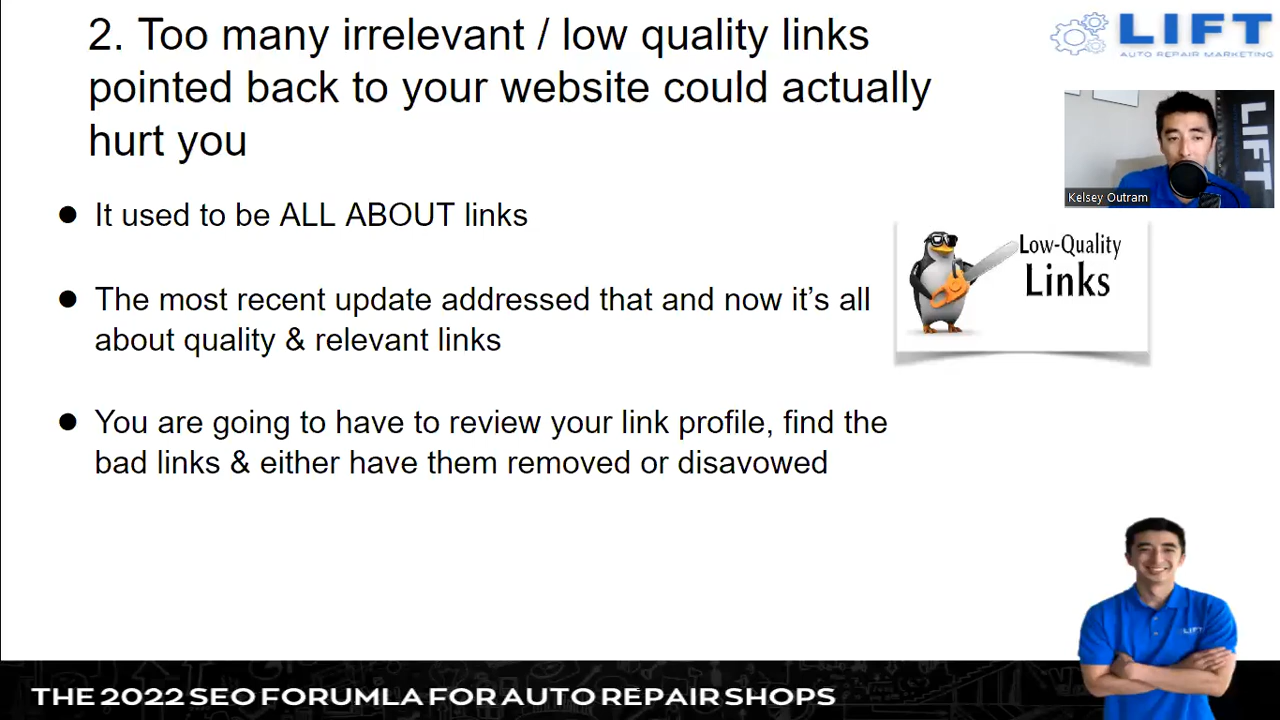 2. Too many irrelevant / low quality links
pointed back to your website could actually
hurt you
LIFT
AUTO REPAIR MARKETING
LIFT
Kelsey Outram
● It used to be ALL ABOUT links
Low-Quality
Links
● The most recent update addressed that and now it's all
about quality & relevant links
● You are going to have to review your link profile, find the
bad links & either have them removed or disavowed
LIFT
THE 2022 SEO FORUMLA FOR AUTO REPAIR SHOPS